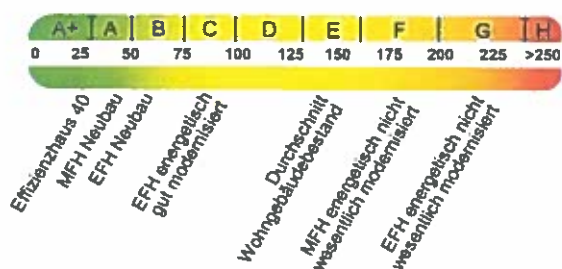 A+ A B C D E F G H
0 25 50 75 100 125 150 175 200 225 >250
Effizienzhaus 40
MFH Neubau
EFH Neubau
EFH energetisch
gut modernisiert
Durchschnitt
Wohngebäudebestand
MFH energetisch nicht
wesentlich modernisiert
EFH energetisch nicht
wesentlich modernisiert